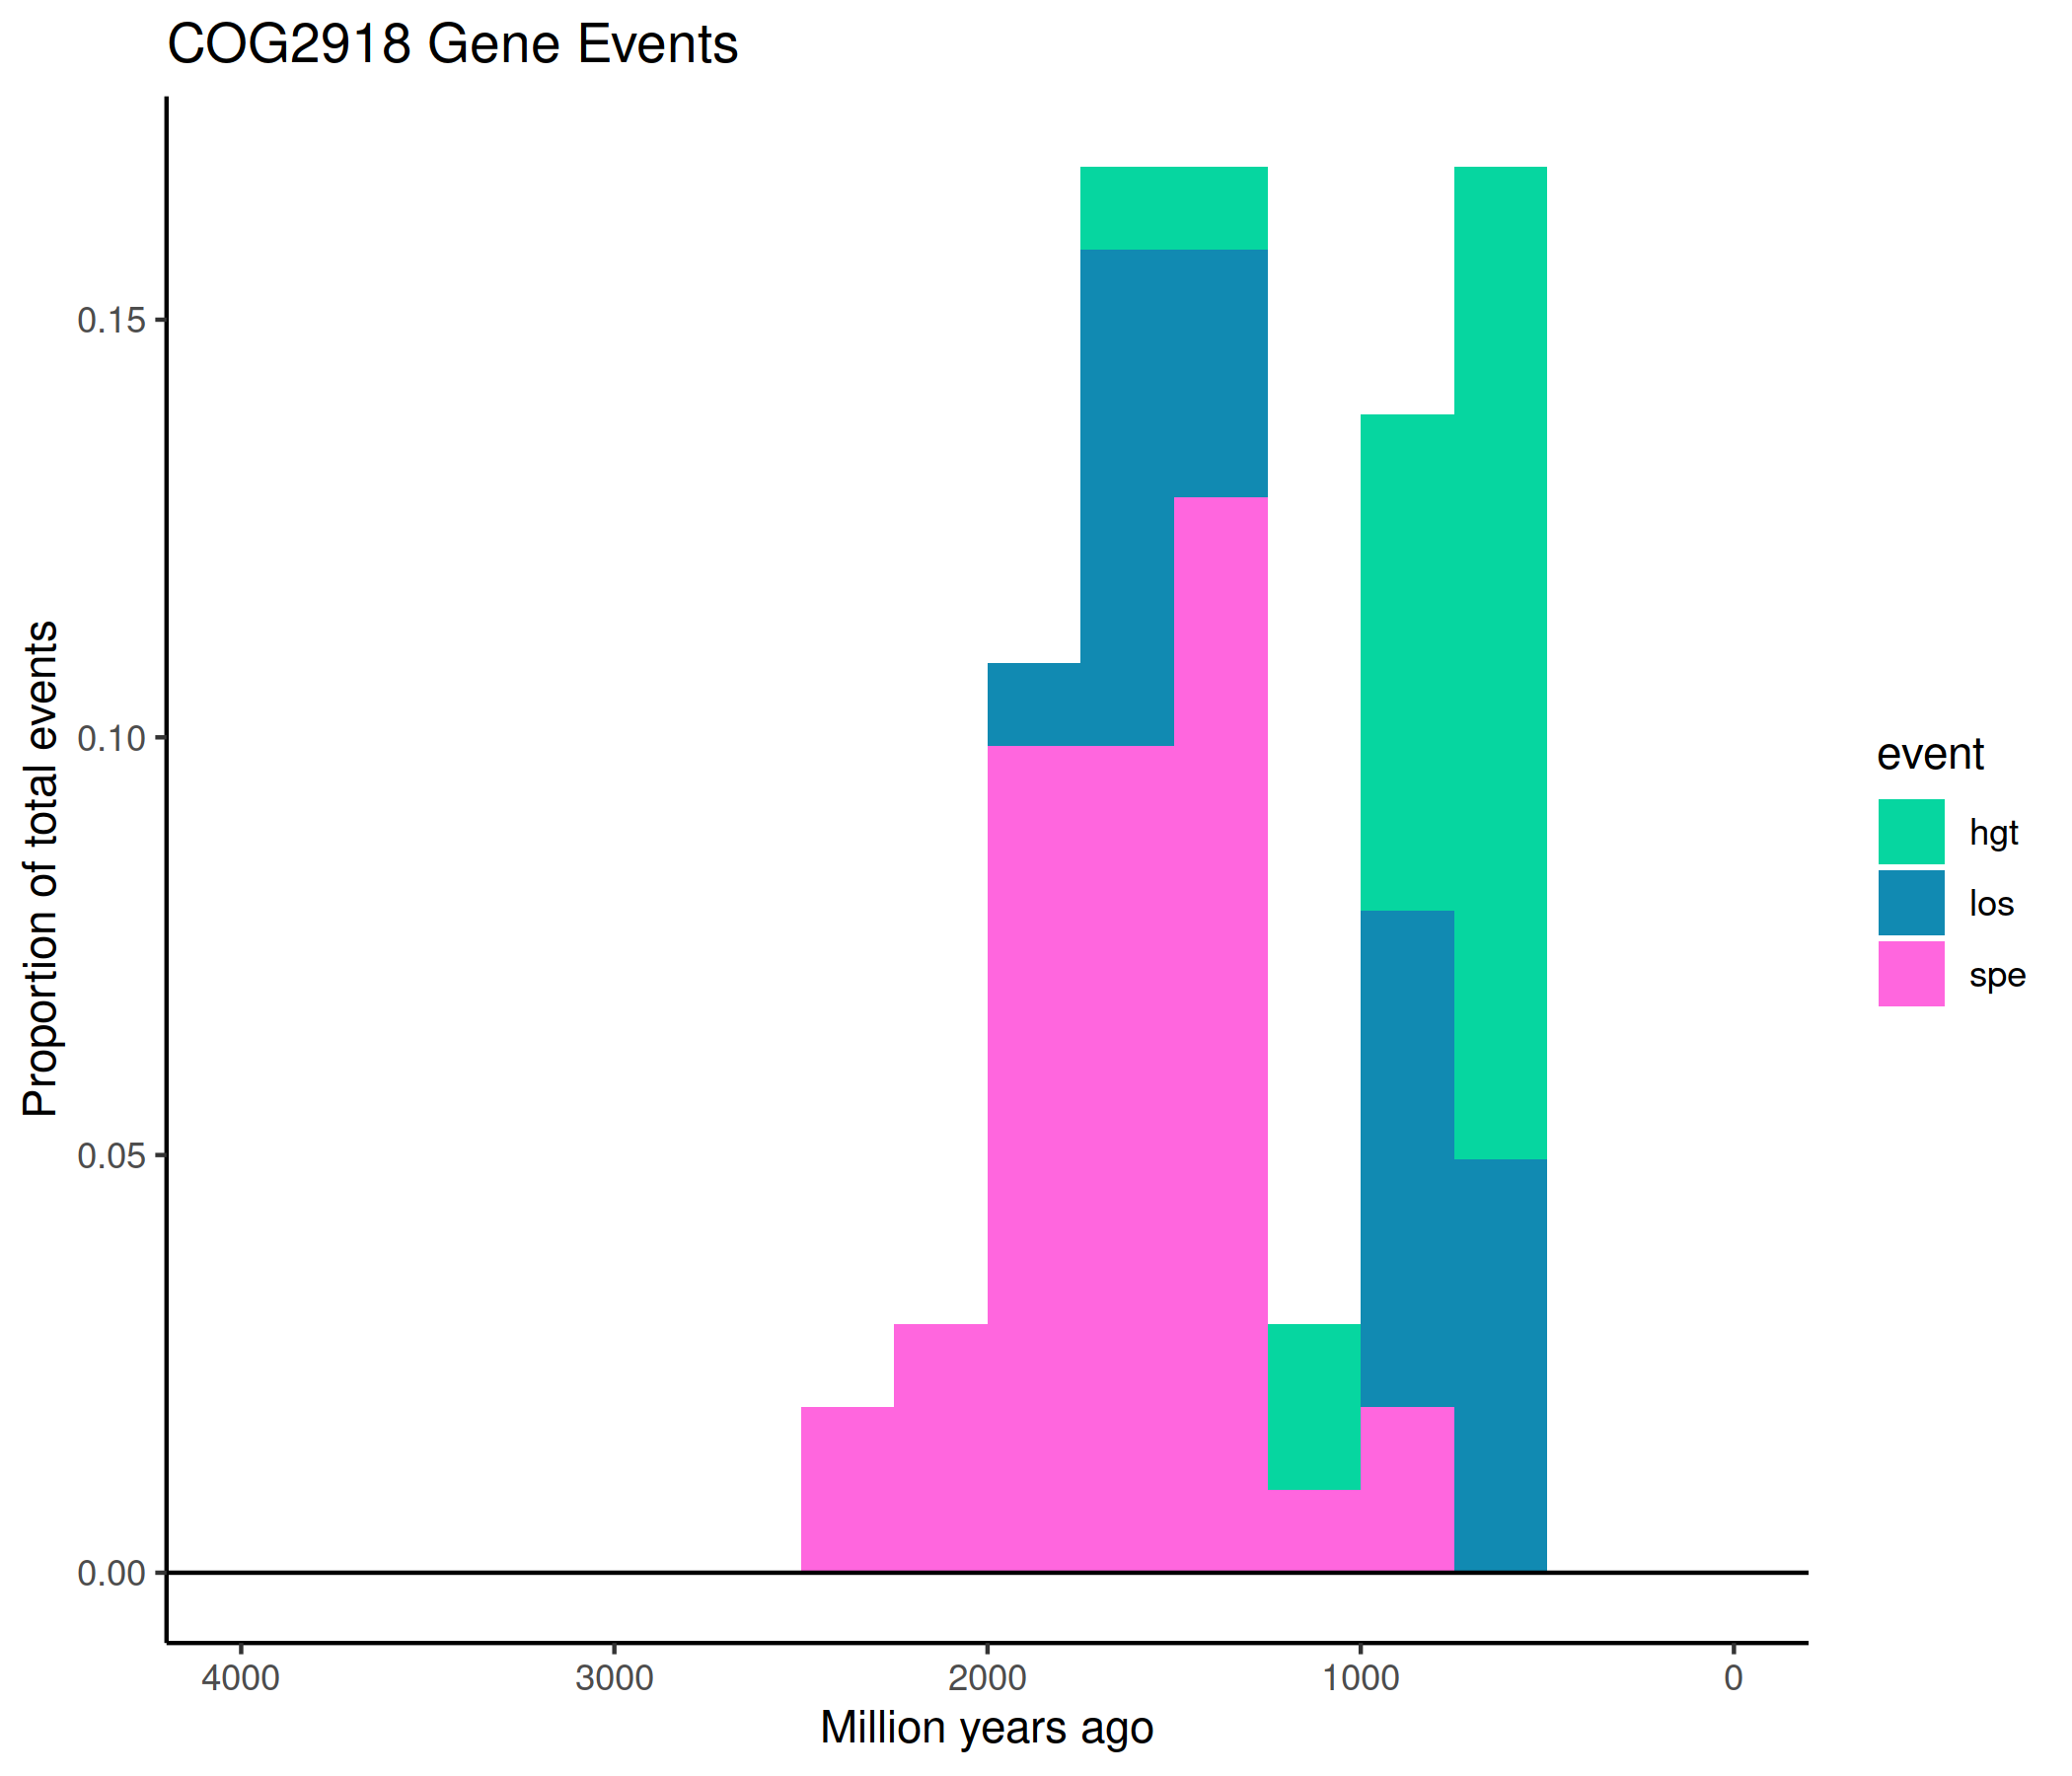 COG2918 Gene Events
Proportion of total events
0.15
0.10
0.05
0.00
4000 3000 2000 1000 0
Million years ago
event
hgt
los
spe